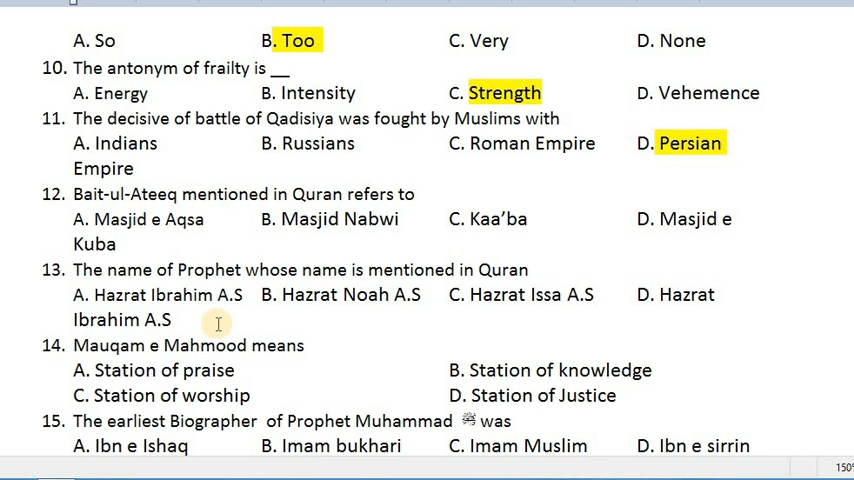 A. So B. Too C. Very D. None
10. The antonym of frailty is __
A. Energy B. Intensity C. Strength D. Vehemence
11. The decisive of battle of Qadisiya was fought by Muslims with
A. Indians B. Russians C. Roman Empire D. Persian
Empire
12. Bait-ul-Ateeq mentioned in Quran refers to
A. Masjid e Aqsa B. Masjid Nabwi C. Kaa’ba D. Masjid e
Kuba
13. The name of Prophet whose name is mentioned in Quran
A. Hazrat Ibrahim A.S B. Hazrat Noah A.S C. Hazrat Issa A.S D. Hazrat
Ibrahim A.S
14. Mauqam e Mahmood means
A. Station of praise B. Station of knowledge
C. Station of worship D. Station of Justice
15. The earliest Biographer of Prophet Muhammad ﷺ was
A. Ibn e Ishaq B. Imam bukhari C. Imam Muslim D. Ibn e sirrin
150%